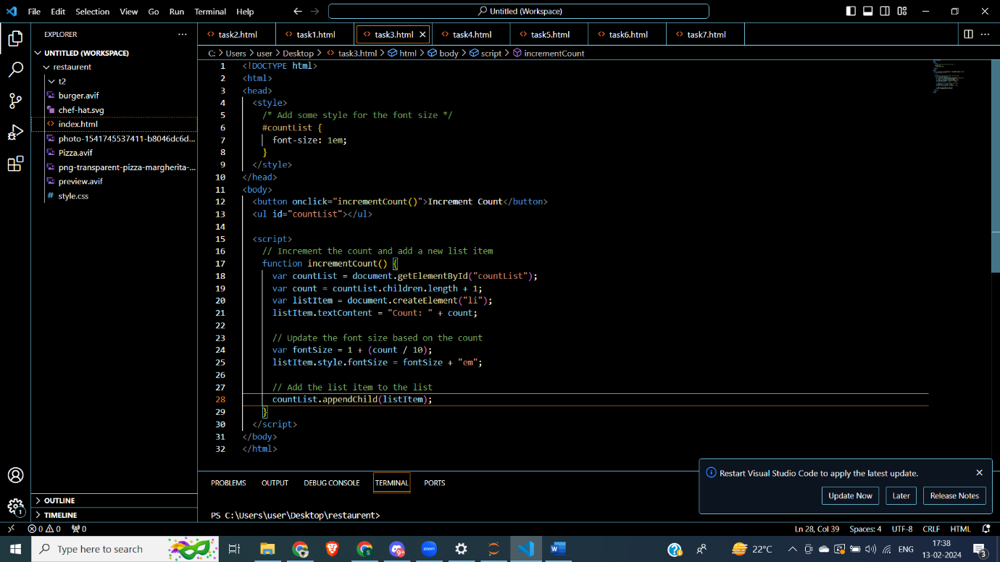 File Edit Selection View Go Run Terminal Help
Untitled (Workspace)
EXPLORER
UNTITLED (WORKSPACE)
restaurent
t2
burger.avif
chef-hat.svg
index.html
photo-1541745537411-b8046dc6d...
Pizza.avif
png-transparent-pizza-margherita-...
preview.avif
# style.css
OUTLINE
TIMELINE
task2.html task1.html task3.html task4.html task5.html task6.html task7.html
C: > Users > user > Desktop > task3.html > html > body > script > incrementCount
1 <!DOCTYPE html>
2 <html>
3 <head>
4 <style>
5 /* Add some style for the font size */
6 #countList {
7 font-size: 1em;
8 }
9 </style>
10 </head>
11 <body>
12 <button onclick="incrementCount()">Increment Count</button>
13 <ul id="countList"></ul>
14
15 <script>
16 // Increment the count and add a new list item
17 function incrementCount() {
18 var countList = document.getElementById("countList");
19 var count = countList.children.length + 1;
20 var listItem = document.createElement("li");
21 listItem.textContent = "Count: " + count;
22
23 // Update the font size based on the count
24 var fontSize = 1 + (count / 10);
25 listItem.style.fontSize = fontSize + "em";
26
27 // Add the list item to the list
28 countList.appendChild(listItem);
29 }
30 </script>
31 </body>
32 </html>
PROBLEMS OUTPUT DEBUG CONSOLE TERMINAL PORTS
PS C:\Users\user\Desktop\restaurent>
Restart Visual Studio Code to apply the latest update.
Update Now Later Release Notes
1
0 0 0
Ln 28, Col 39 Spaces: 4 UTF-8 CRLF HTML
Type here to search
9+
zoom
22°C
ENG
17:38
13-02-2024
3